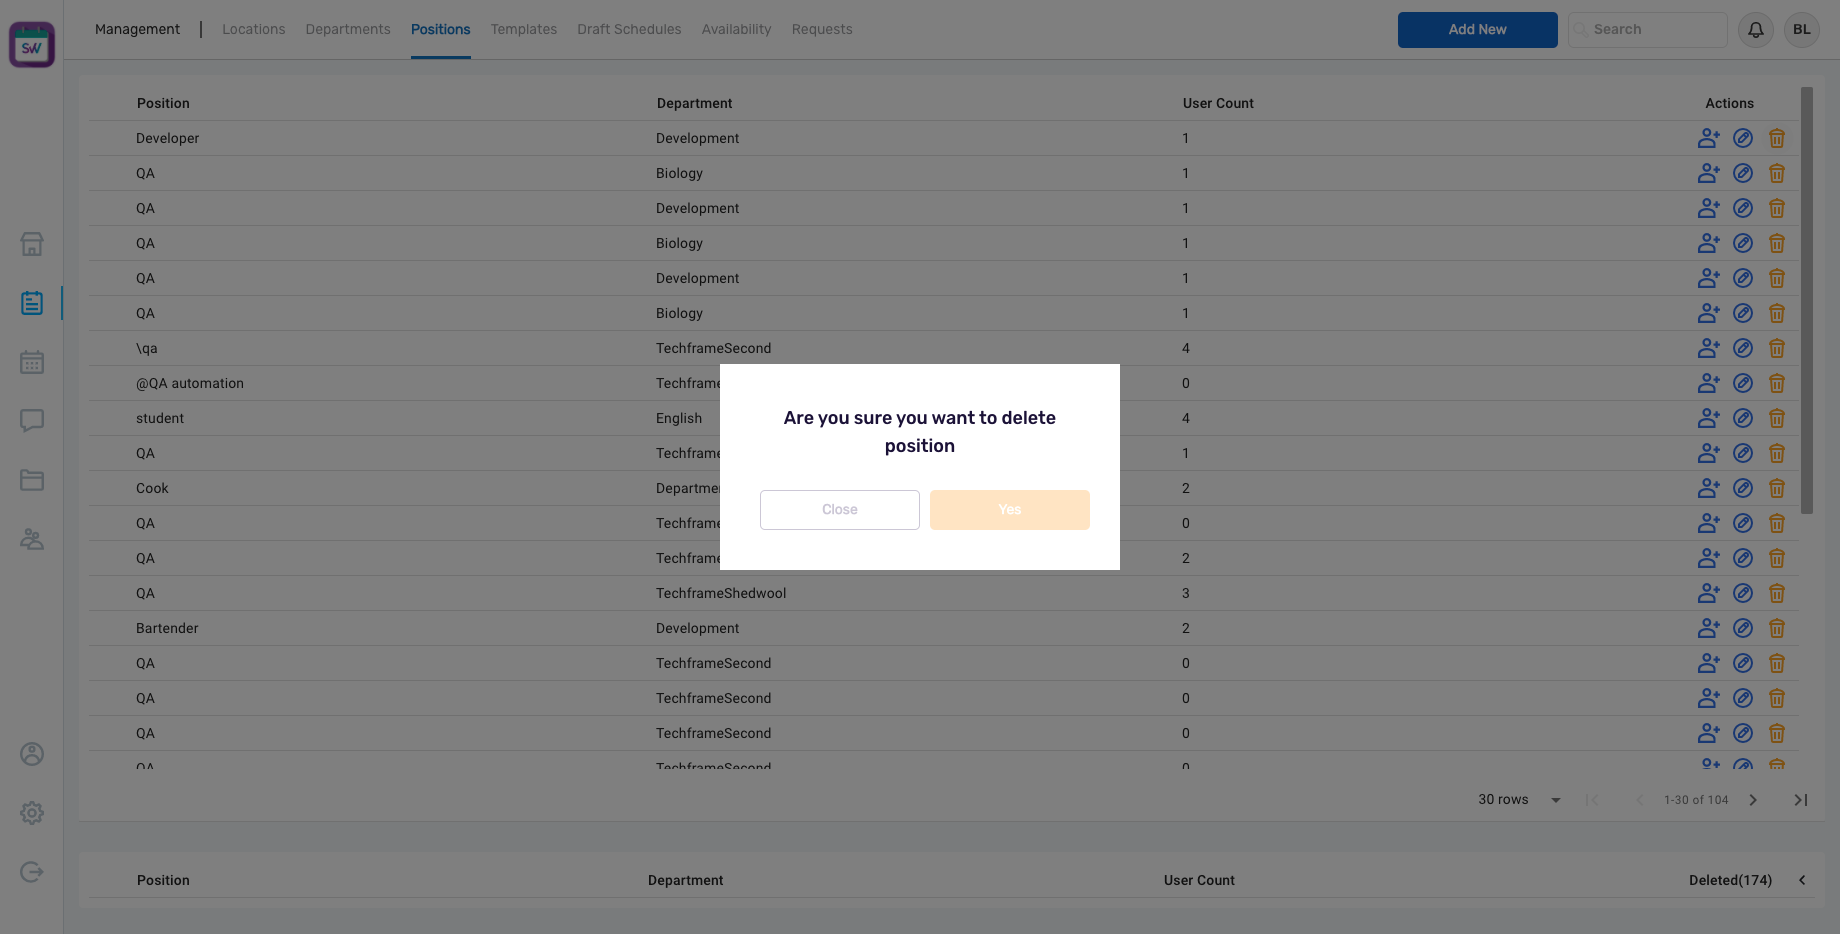 Management | Locations Departments Positions Templates Draft Schedules Availability Requests Add New Search BL
SW
Position Department User Count Actions
Developer Development 1
QA Biology 1
QA Development 1
QA Biology 1
QA Development 1
QA Biology 1
\qa TechframeSecond 4
@QA automation Techframe 0
student English 4
QA Techframe 1
Cook Departme 2
QA Techframe 0
QA Techframe 2
QA TechframeShedwool 3
Bartender Development 2
QA TechframeSecond 0
QA TechframeSecond 0
QA TechframeSecond 0
QA TechframeSecond 0
Are you sure you want to delete
position
Close Yes
30 rows 1-30 of 104
Position Department User Count Deleted(174)